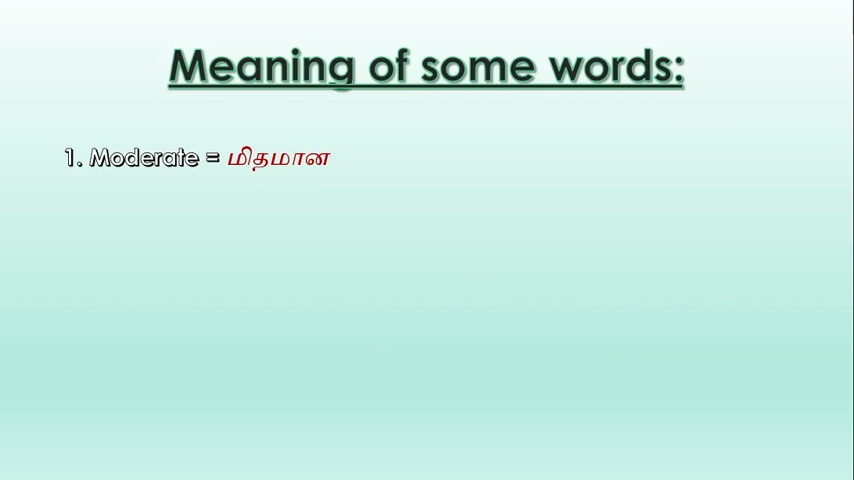 Meaning of some words:
1. Moderate = மிதமான